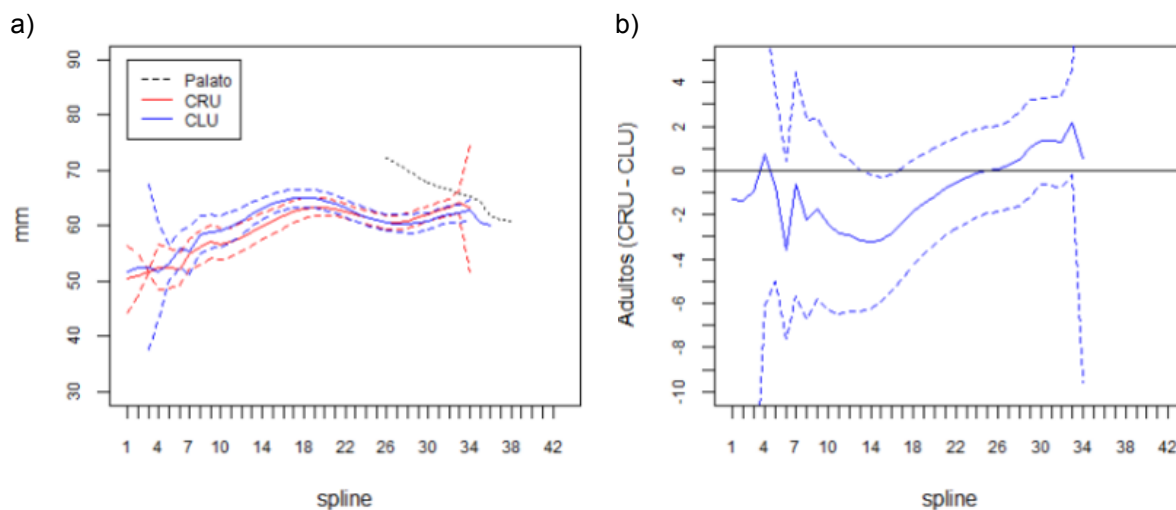 a)
90
80
70
60
50
40
30
mm
Palato
CRU
CLU
1 4 7 10 14 18 22 26 30 34 38 42
spline
b)
4
2
0
-2
-4
-6
-8
-10
Adultos (CRU - CLU)
1 4 7 10 14 18 22 26 30 34 42
spline